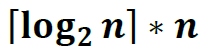 ⌈log₂ n⌉ * n